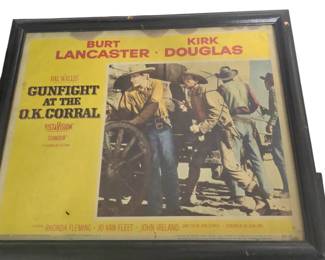 BURT KIRK
LANCASTER · DOUGLAS
HAL WALLIS'
GUNFIGHT
AT THE
O.K. CORRAL
VISTAVISION
RHONDA FLEMING · JO VAN FLEET · JOHN IRELAND